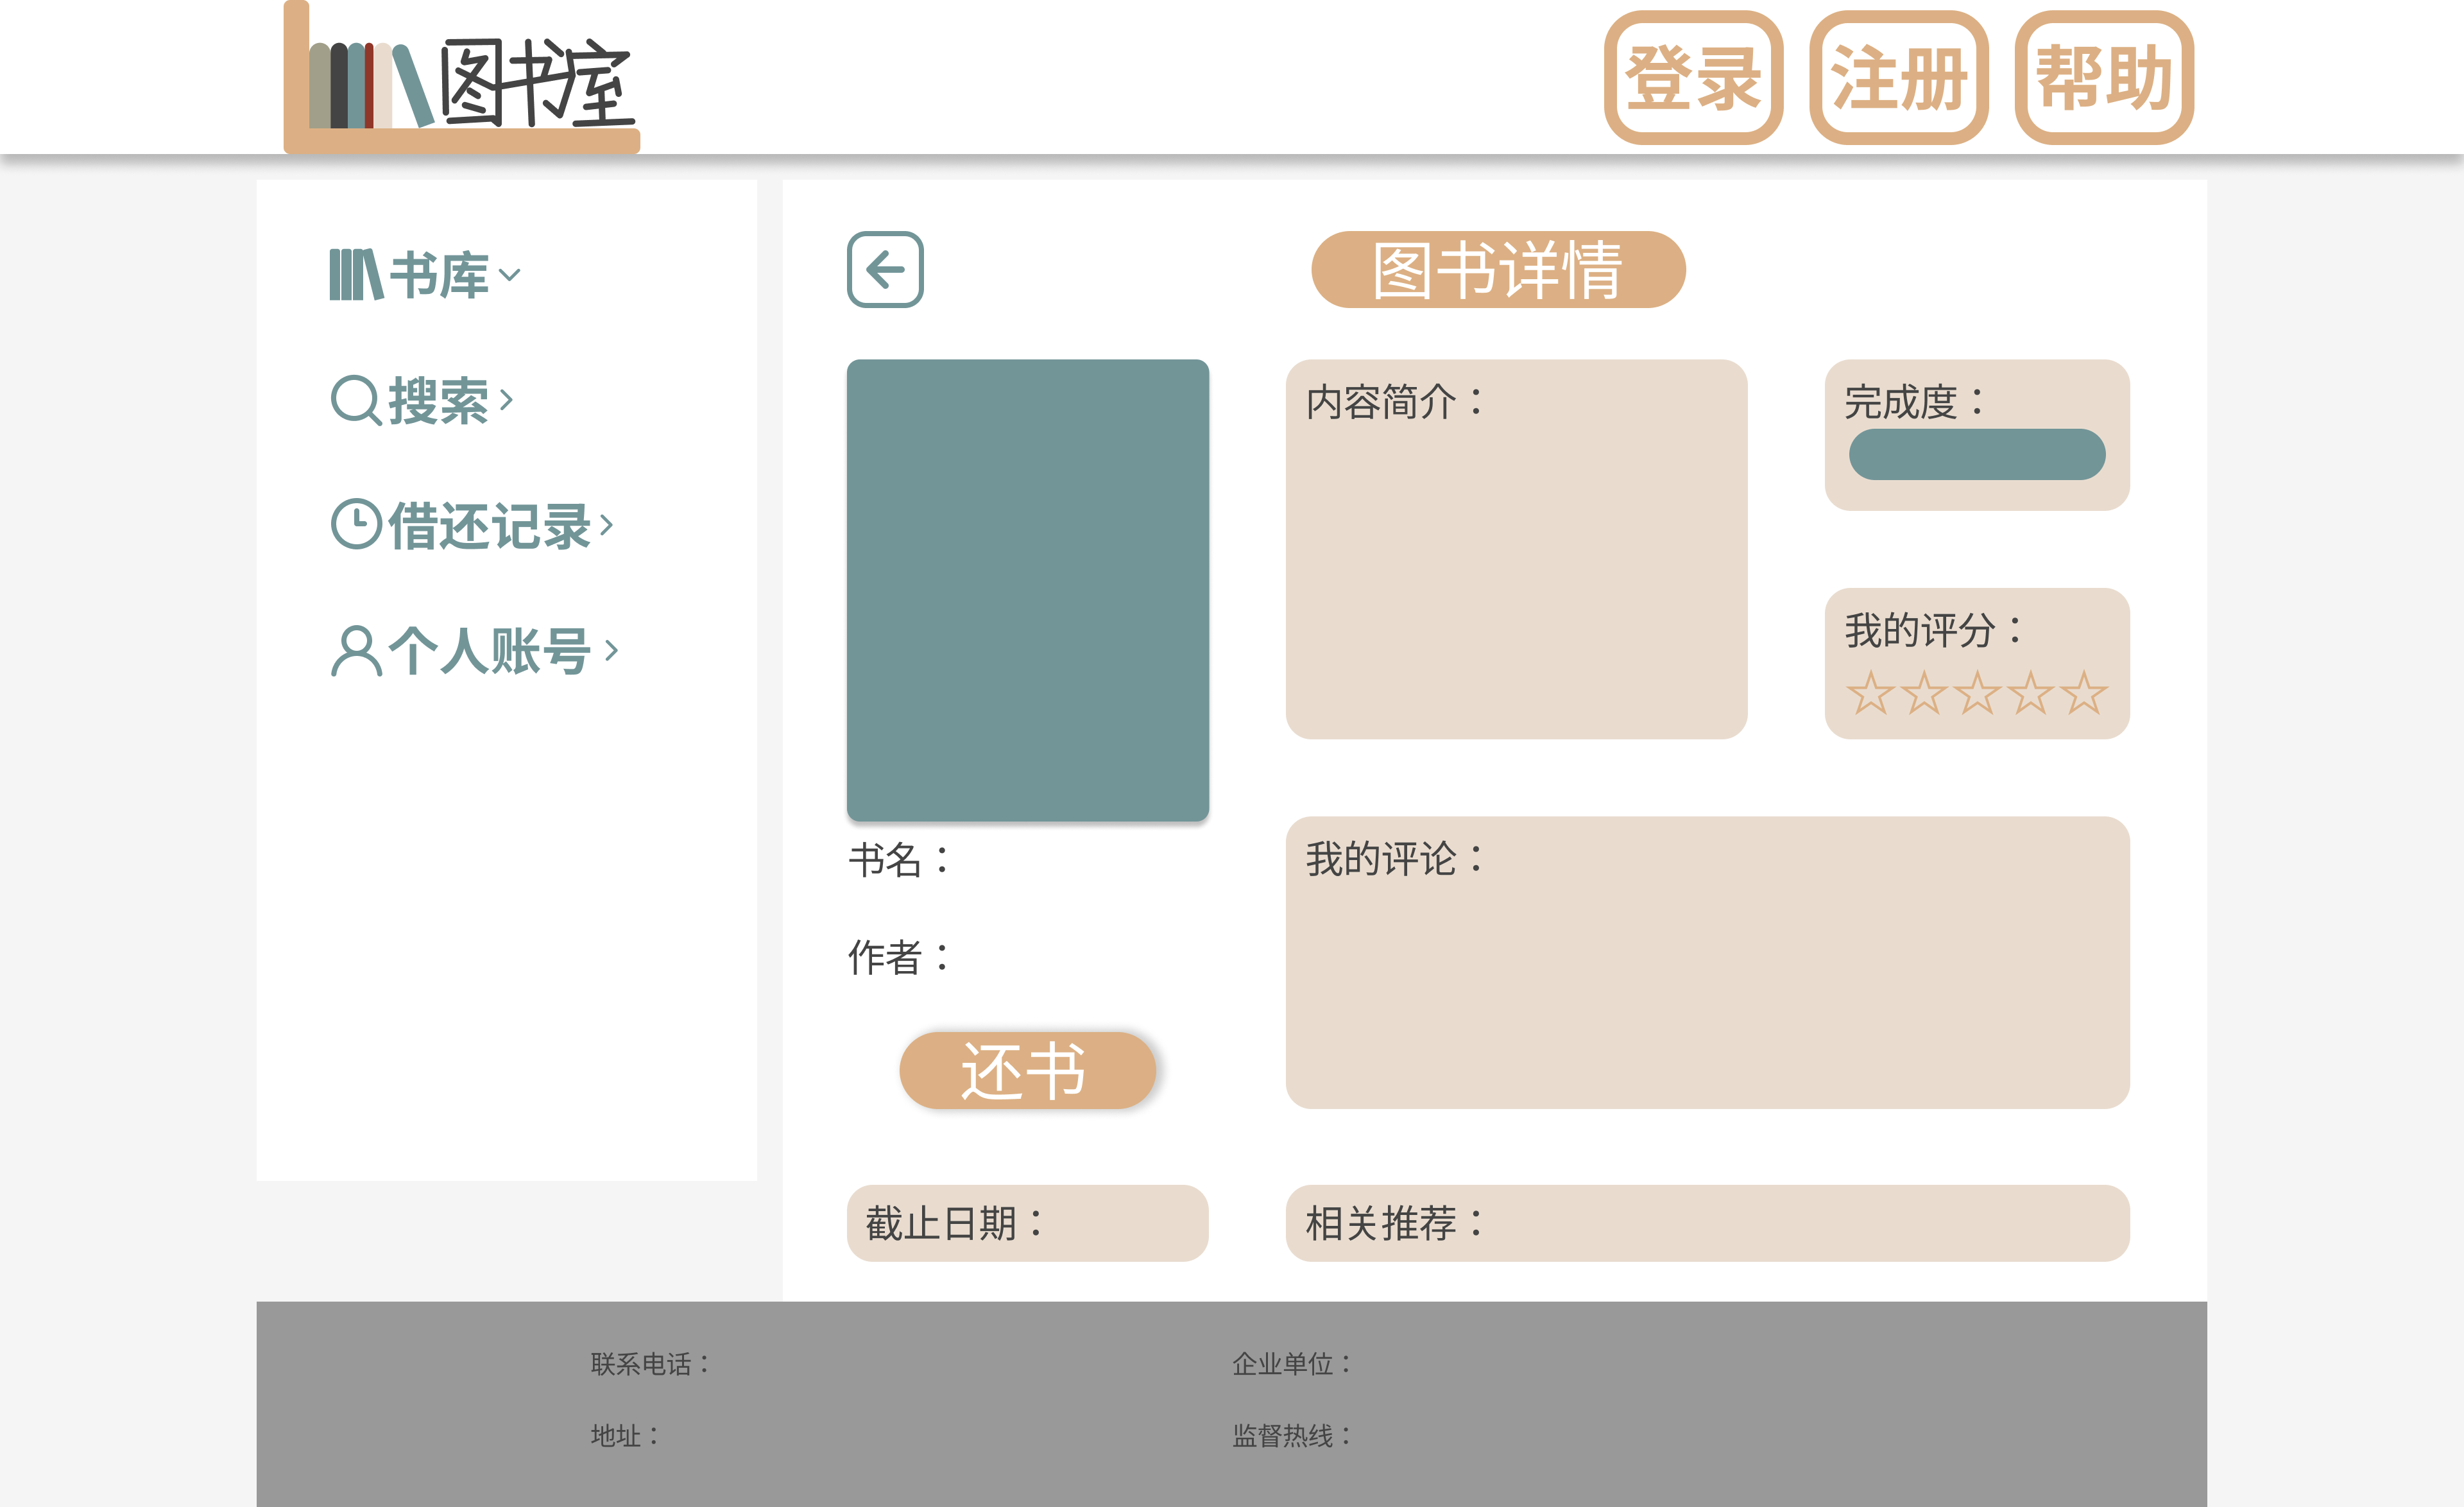 图书室
登录 注册 帮助
书库
搜索
借还记录
个人账号
图书详情
内容简介：
完成度：
我的评分：
书名：
作者：
还书
我的评论：
截止日期：
相关推荐：
联系电话： 企业单位：
地址： 监督热线：